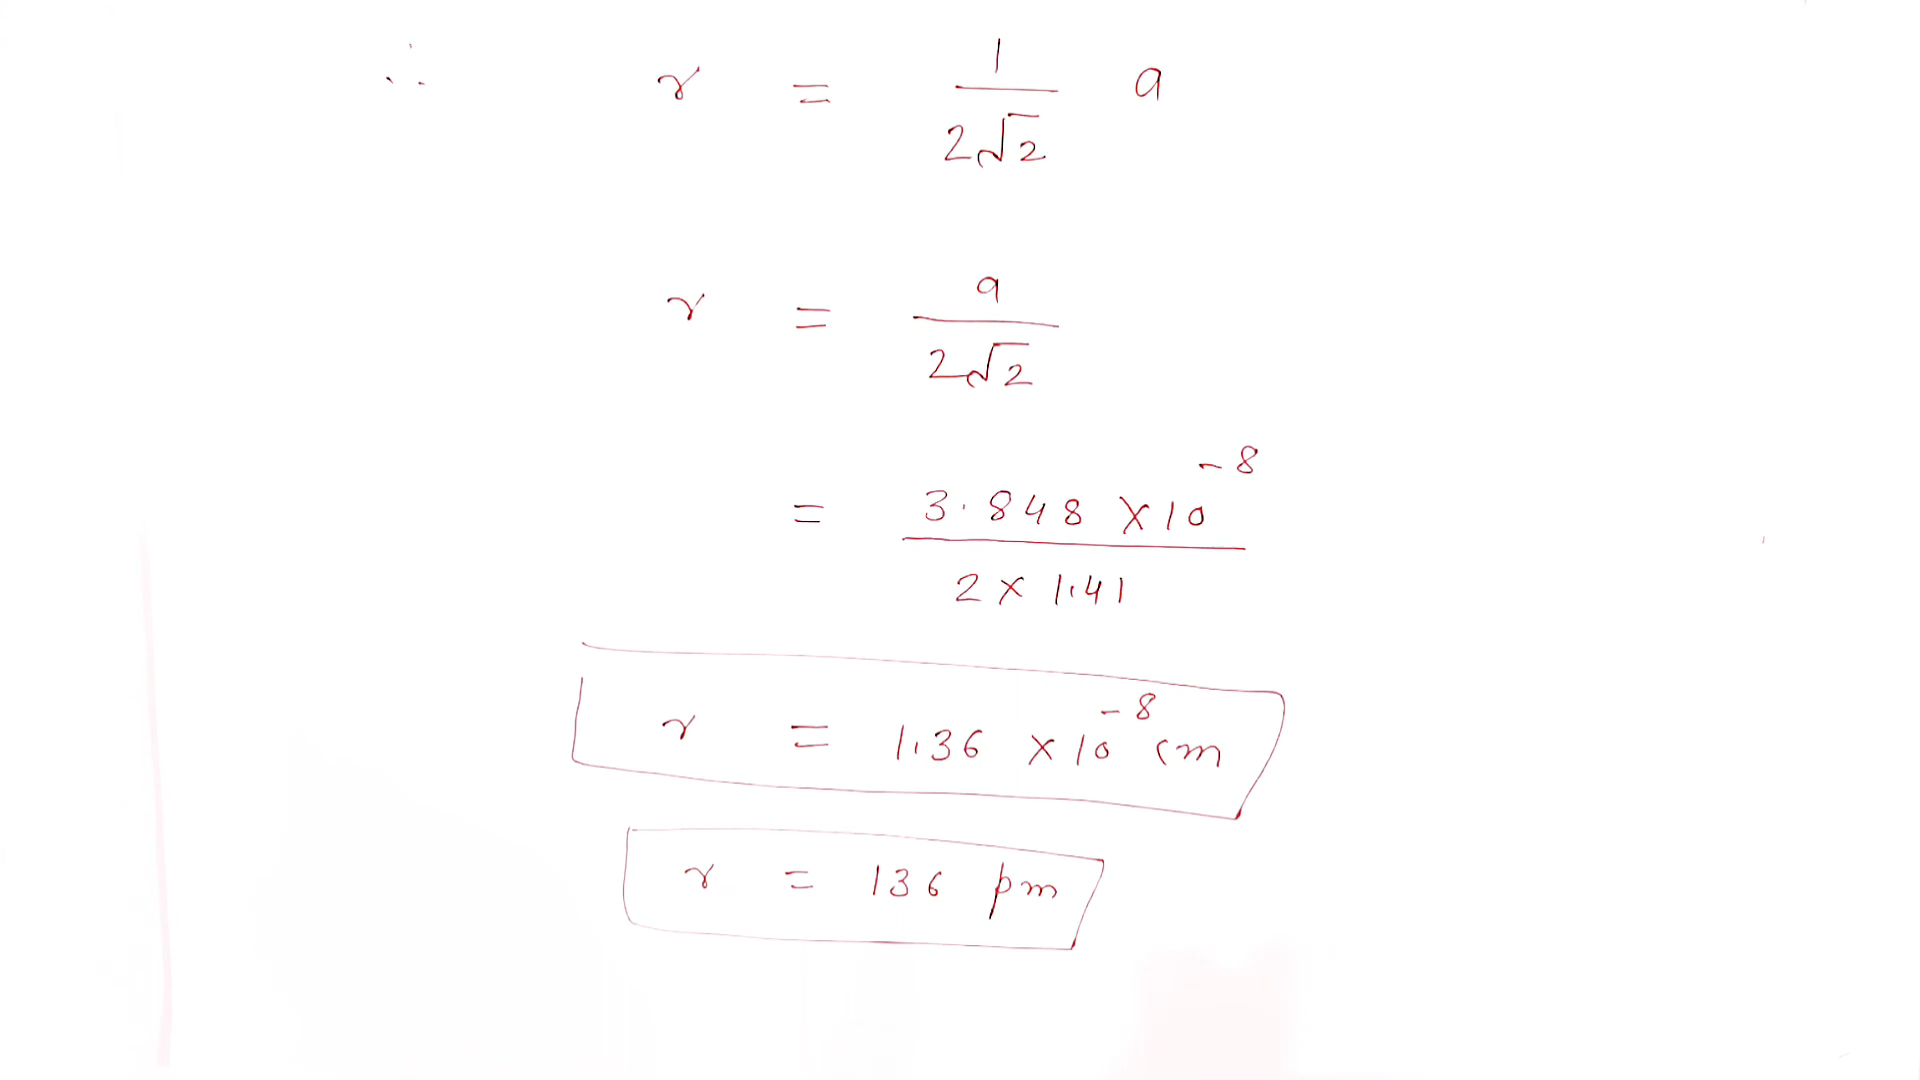 ∴ r = 1/2√2 a
r = a/2√2
= 3.848 × 10⁻⁸/2 × 1.41
r = 1.36 × 10⁻⁸ cm
r = 136 pm